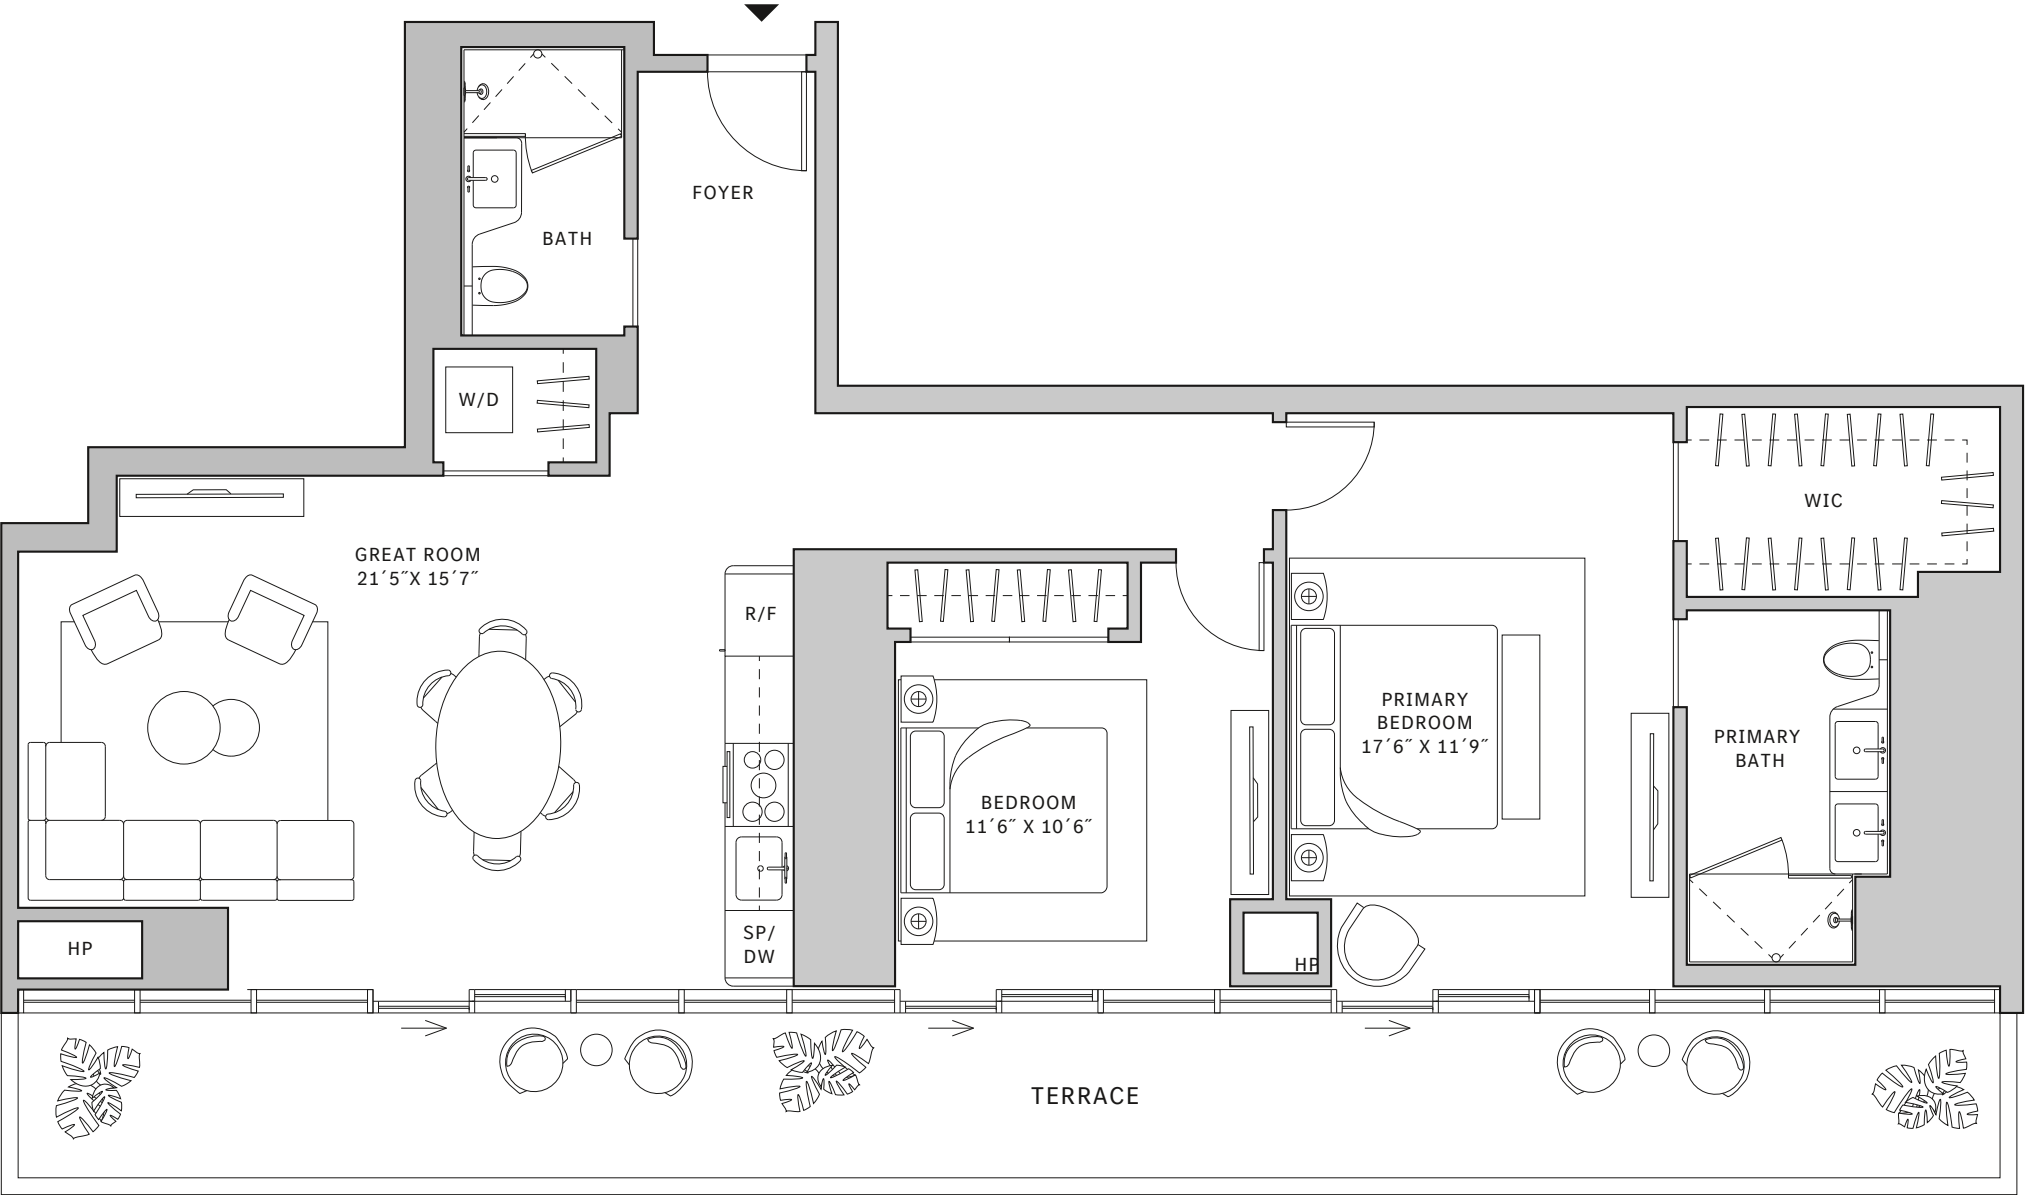 FOYER
BATH
W/D
WIC
GREAT ROOM
21´5˝X 15´7˝
R/F
PRIMARY
BEDROOM
17´6˝ X 11´9˝
PRIMARY
BATH
BEDROOM
11´6˝ X 10´6˝
SP/
DW
HP
HP
TERRACE